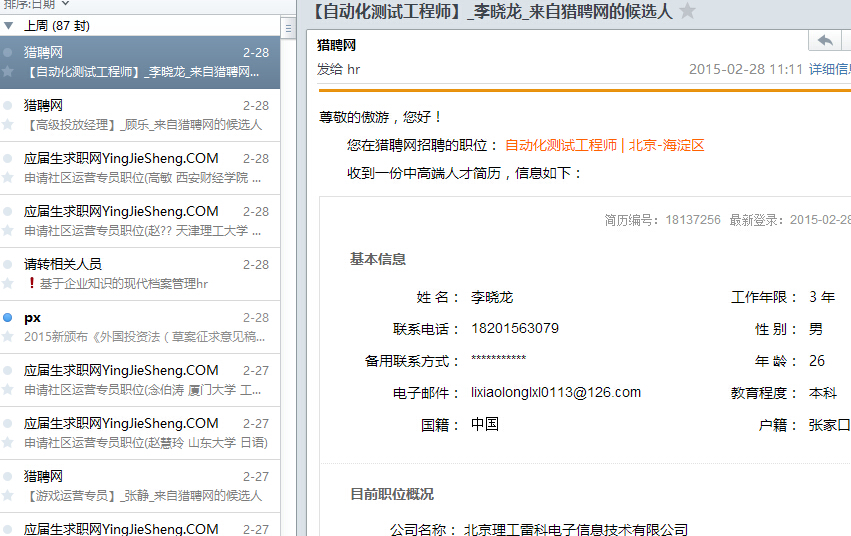 排序:日期
上周 (87 封)
猎聘网 2-28
【自动化测试工程师】_李晓龙_来自猎聘网...
猎聘网 2-28
【高级投放经理】_顾乐_来自猎聘网的候选人
应届生求职网YingJieSheng.COM 2-28
申请社区运营专员职位(高敏 西安财经学院 ...
应届生求职网YingJieSheng.COM 2-28
申请社区运营专员职位(赵?? 天津理工大学 ...
请转相关人员 2-28
！基于企业知识的现代档案管理hr
px 2-28
2015新颁布《外国投资法（草案征求意见稿...
应届生求职网YingJieSheng.COM 2-27
申请社区运营专员职位(念伯涛 厦门大学 工...
应届生求职网YingJieSheng.COM 2-27
申请社区运营专员职位(赵慧玲 山东大学 日语)
猎聘网 2-27
【游戏运营专员】_张静_来自猎聘网的候选人
应届生求职网YingJieSheng.COM 2-27
【自动化测试工程师】_李晓龙_来自猎聘网的候选人
猎聘网
发给 hr 2015-02-28 11:11 详细信息
尊敬的傲游，您好！
您在猎聘网招聘的职位： 自动化测试工程师 | 北京-海淀区
收到一份中高端人才简历，信息如下：
简历编号：18137256 最新登录：2015-02-28
基本信息
姓 名： 李晓龙 工作年限： 3 年
联系电话： 18201563079 性 别： 男
备用联系方式： *********** 年 龄： 26
电子邮件： lixiaolonglxl0113@126.com 教育程度： 本科
国籍： 中国 户籍： 张家口
目前职位概况
公司名称： 北京理工雷科电子信息技术有限公司